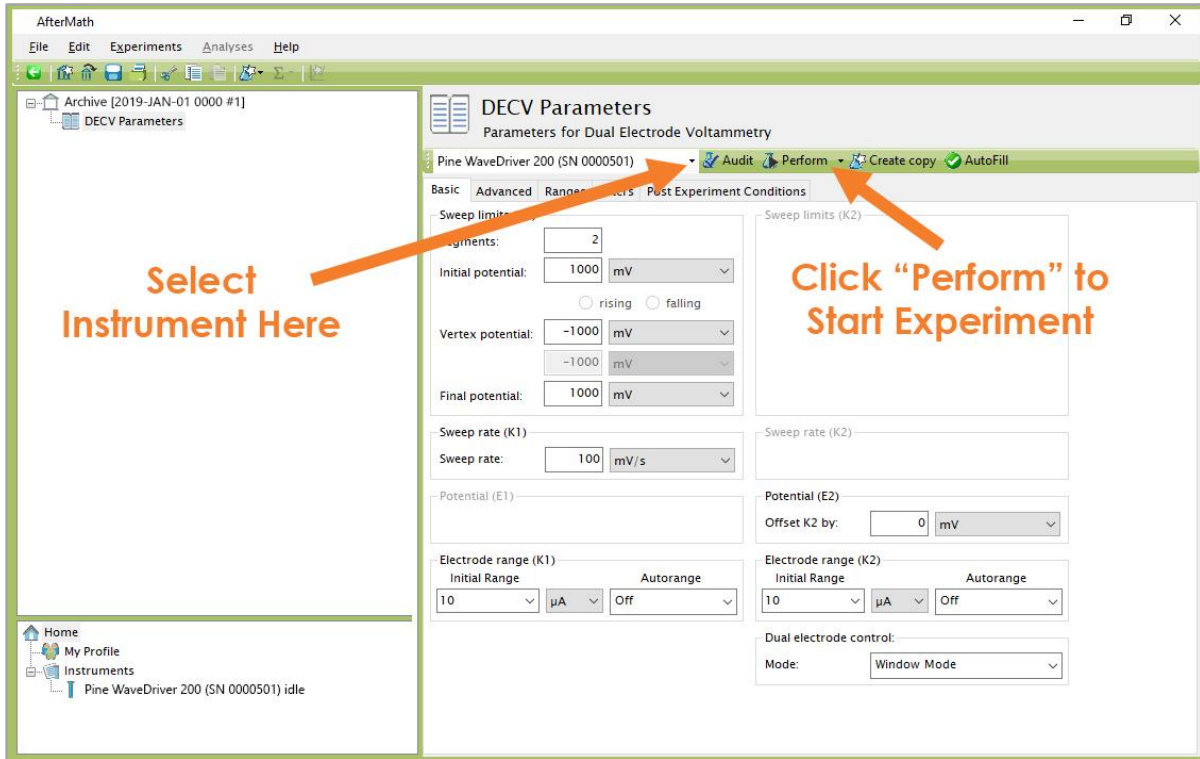 AfterMath
File Edit Experiments Analyses Help
Archive [2019-JAN-01 0000 #1]
DECV Parameters
DECV Parameters
Parameters for Dual Electrode Voltammetry
Pine WaveDriver 200 (SN 0000501) Audit Perform Create copy AutoFill
Basic Advanced Ranges Post Experiment Conditions
Sweep Sweep limits (K2)
2
Initial potential: 1000 mV
rising falling
Vertex potential: -1000 mV
-1000 mV
Final potential: 1000 mV
Sweep rate (K1) Sweep rate (K2)
Sweep rate: 100 mV/s
Potential (E1) Potential (E2)
Offset K2 by: 0 mV
Electrode range (K1) Electrode range (K2)
Initial Range Autorange Initial Range Autorange
10 µA Off 10 µA Off
Dual electrode control:
Mode: Window Mode
Select
Instrument Here
Click “Perform” to
Start Experiment
Home
My Profile
Instruments
Pine WaveDriver 200 (SN 0000501) idle